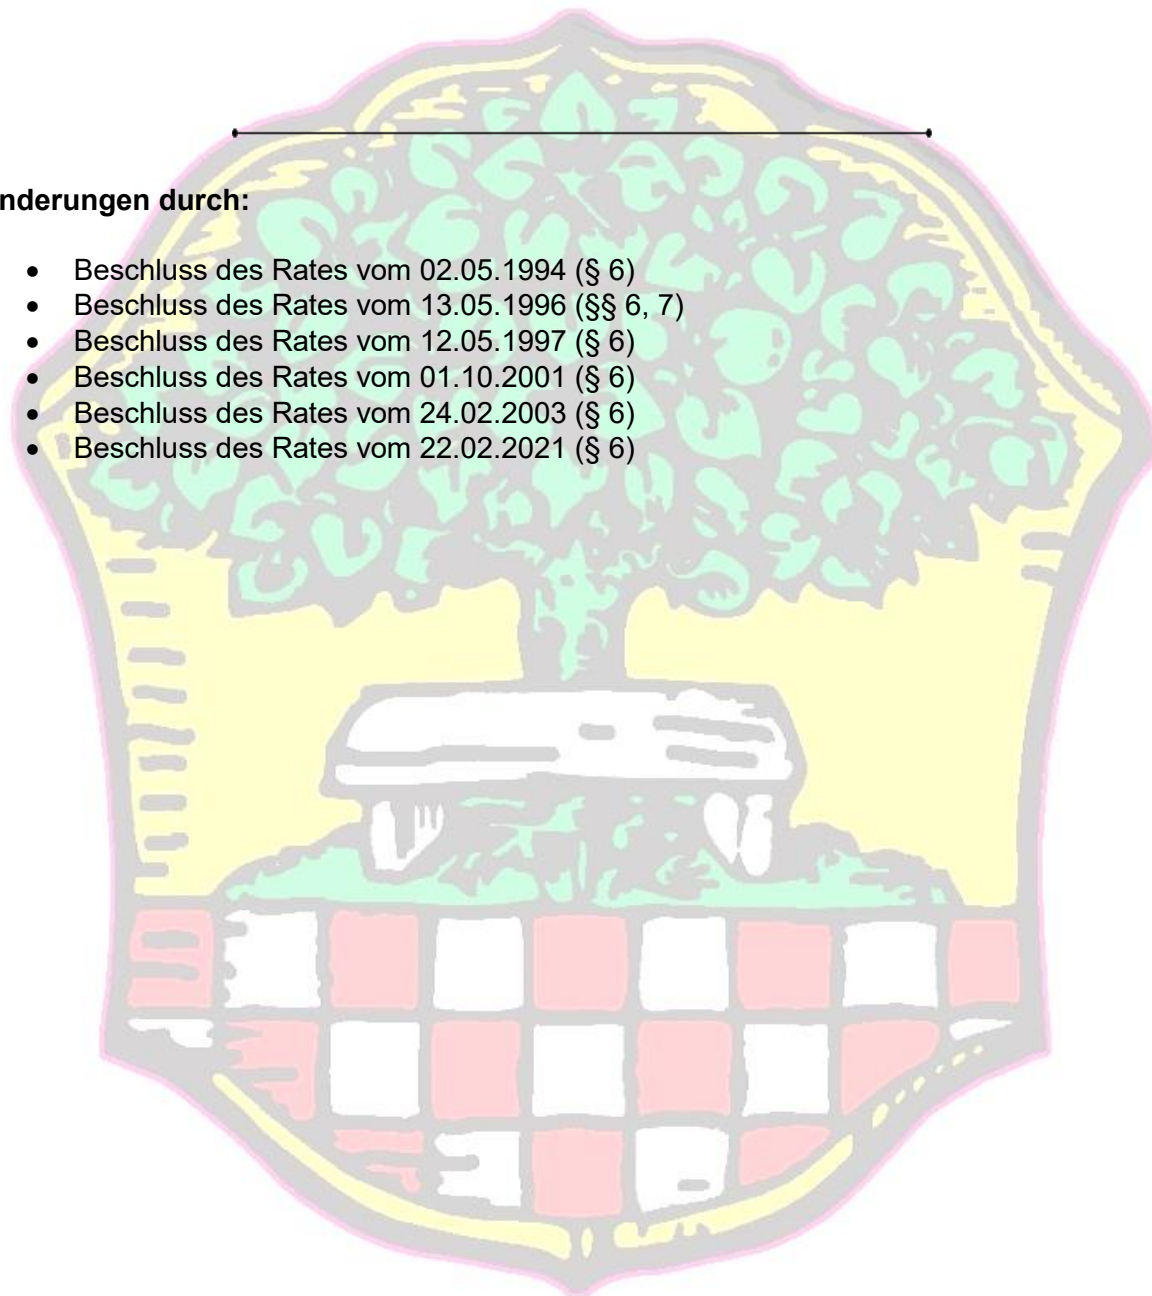 nderungen durch:
• Beschluss des Rates vom 02.05.1994 (§ 6)
• Beschluss des Rates vom 13.05.1996 (§§ 6, 7)
• Beschluss des Rates vom 12.05.1997 (§ 6)
• Beschluss des Rates vom 01.10.2001 (§ 6)
• Beschluss des Rates vom 24.02.2003 (§ 6)
• Beschluss des Rates vom 22.02.2021 (§ 6)